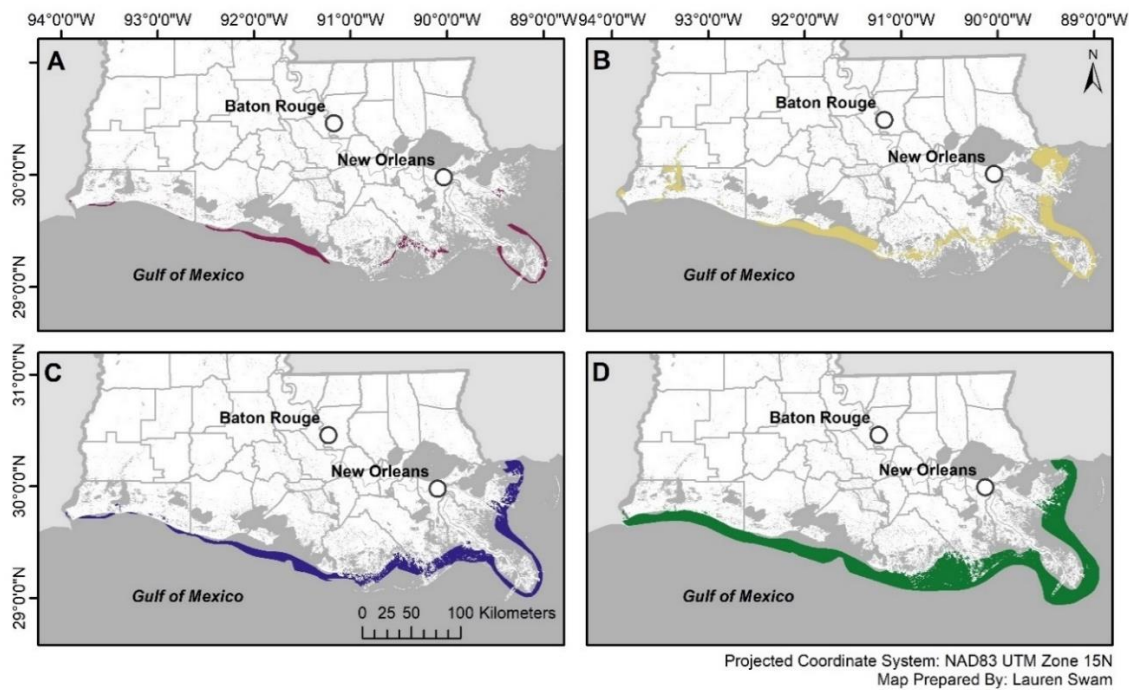 94°0'0"W 93°0'0"W 92°0'0"W 91°0'0"W 90°0'0"W 89°0'0"W 94°0'0"W 93°0'0"W 92°0'0"W 91°0'0"W 90°0'0"W 89°0'0"W
A
Baton Rouge
New Orleans
30°0'0"N
29°0'0"N
Gulf of Mexico
B
N
Baton Rouge
New Orleans
Gulf of Mexico
C
31°0'0"N
Baton Rouge
New Orleans
30°0'0"N
29°0'0"N
Gulf of Mexico
0 25 50 100 Kilometers
D
Baton Rouge
New Orleans
Gulf of Mexico
Projected Coordinate System: NAD83 UTM Zone 15N
Map Prepared By: Lauren Swam